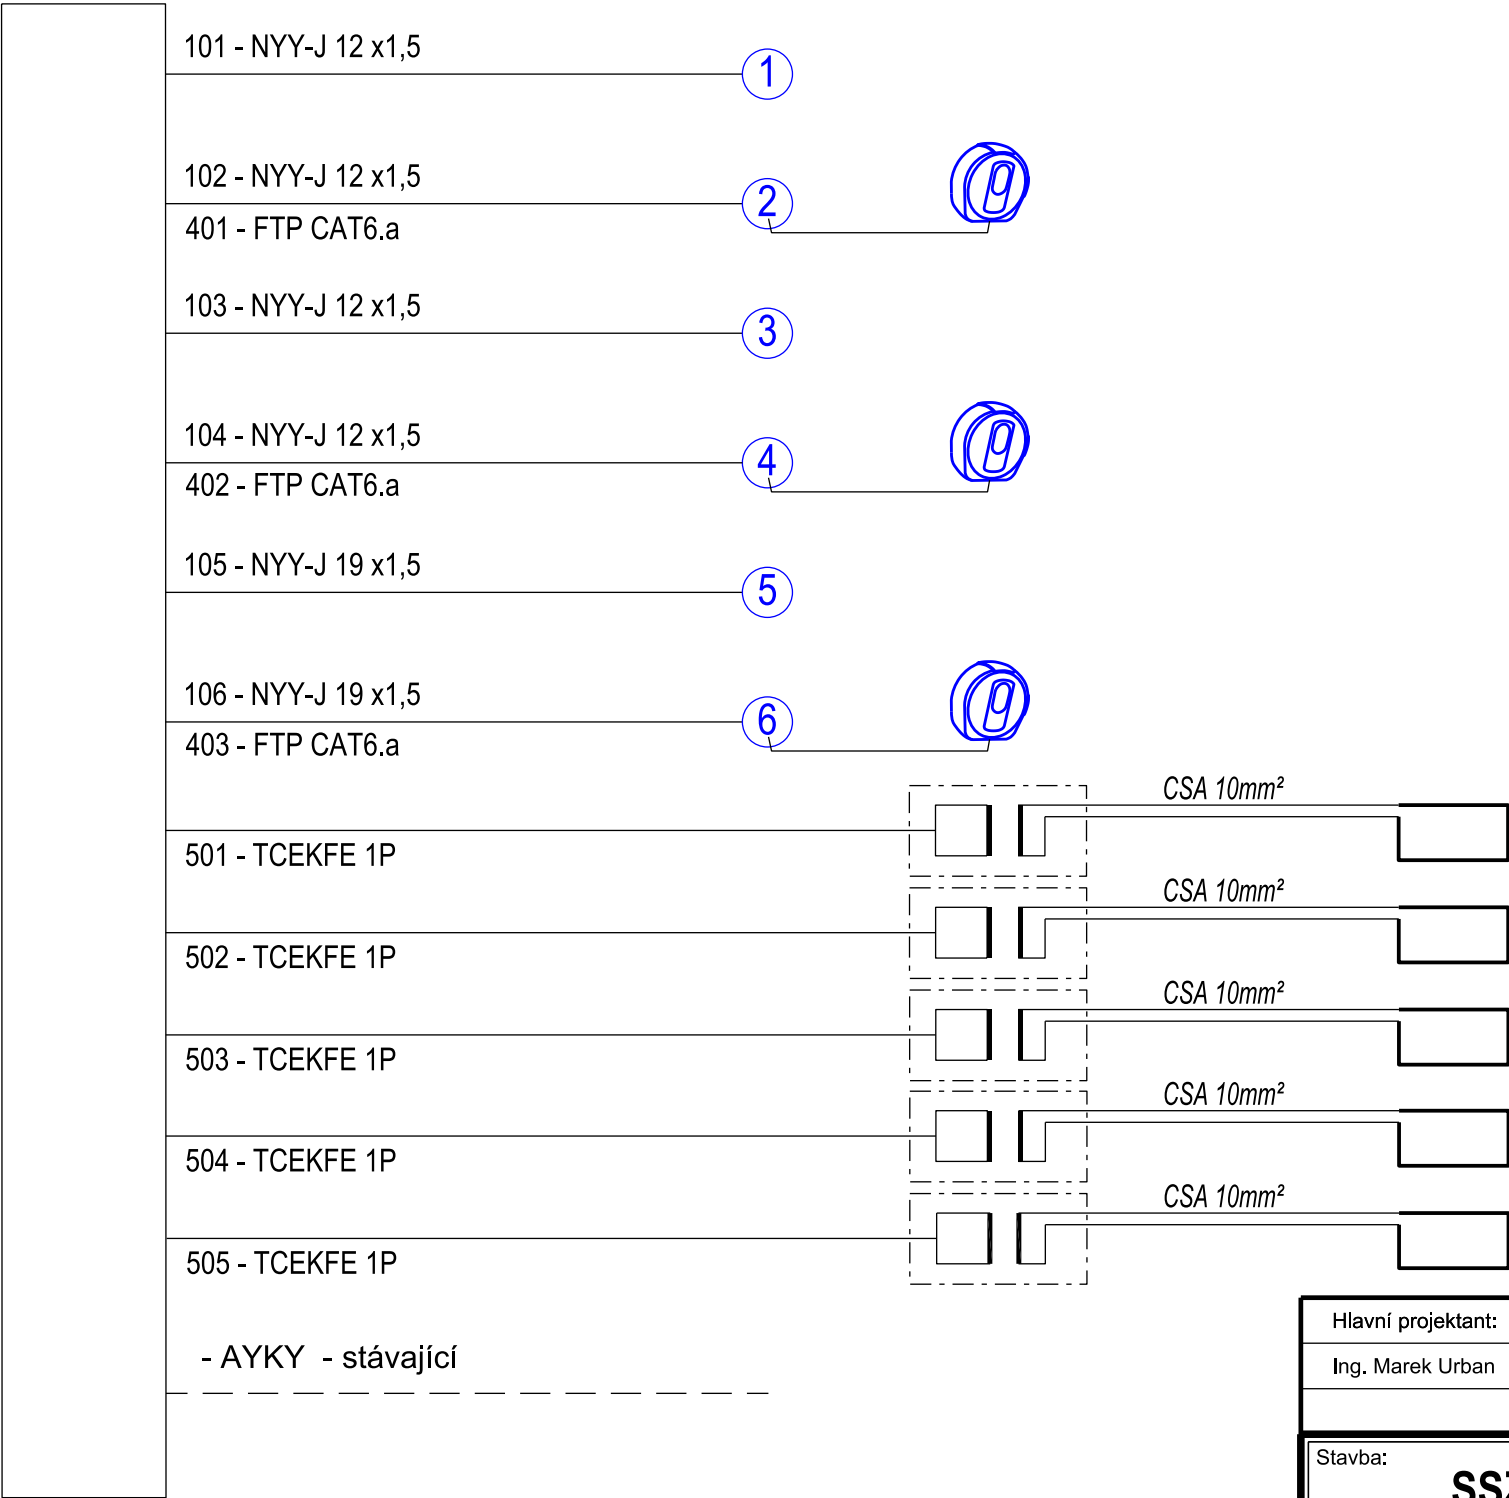 101 - NYY-J 12 x1,5
1
102 - NYY-J 12 x1,5
2
401 - FTP CAT6.a
103 - NYY-J 12 x1,5
3
104 - NYY-J 12 x1,5
4
402 - FTP CAT6.a
105 - NYY-J 19 x1,5
5
106 - NYY-J 19 x1,5
6
403 - FTP CAT6.a
CSA 10mm²
501 - TCEKFE 1P
CSA 10mm²
502 - TCEKFE 1P
CSA 10mm²
503 - TCEKFE 1P
CSA 10mm²
504 - TCEKFE 1P
CSA 10mm²
505 - TCEKFE 1P
- AYKY - stávající
Hlavní projektant:
Ing. Marek Urban
Stavba: